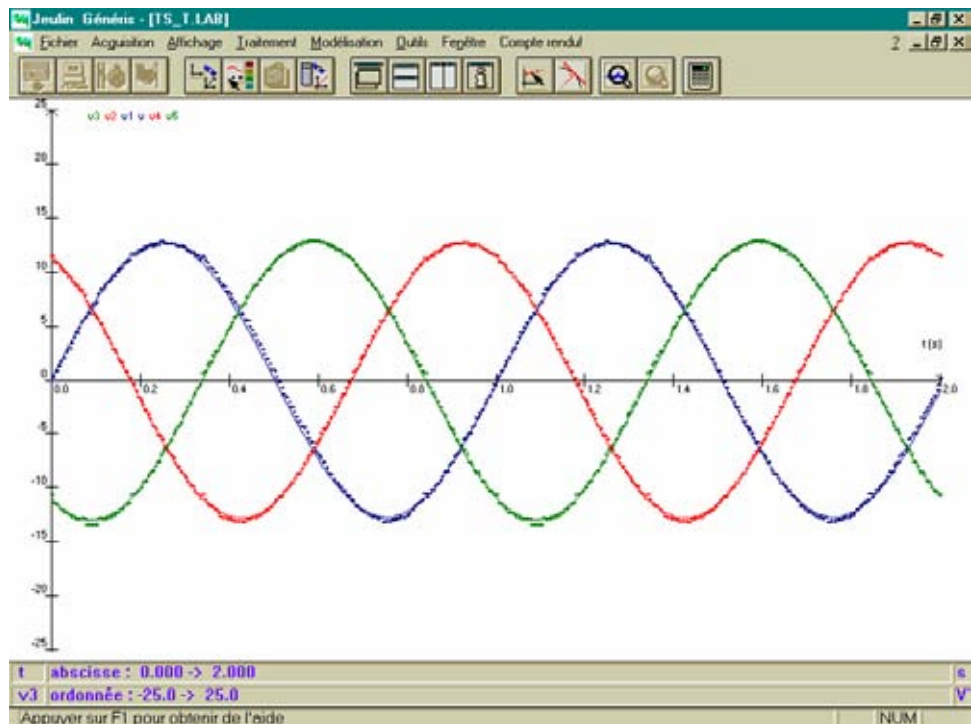 Jeulin Généris - [TS_T.LAB]
Fichier Acquisition Affichage Traitement Modélisation Outils Fenêtre Compte rendu! 2
25
v3 v2 v1 v v4 v5
20
15
10
5
t(s)
0
0.0 0.2 0.4 0.6 0.8 1.0 1.2 1.4 1.6 1.8 2.0
-5
-10
-15
-20
-25
t abscisse : 0.000 -> 2.000 s
v3 ordonnée : -25.0 -> 25.0 V
Appuyer sur F1 pour obtenir de l'aide NUM